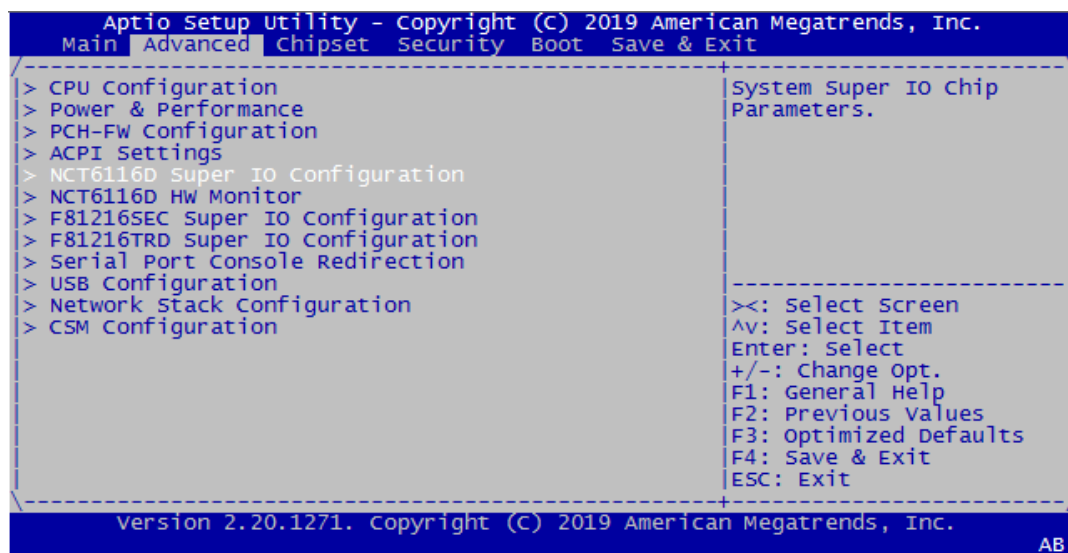 Aptio Setup Utility – Copyright (C) 2019 American Megatrends, Inc.
Main Advanced Chipset Security Boot Save & Exit
/-----------------------------------------------------+--------------------------\
|> CPU Configuration |System Super IO Chip
|> Power & Performance |Parameters.
|> PCH-FW Configuration |
|> ACPI Settings |
|> NCT6116D Super IO Configuration |
|> NCT6116D HW Monitor |
|> F81216SEC Super IO Configuration |
|> F81216TRD Super IO Configuration |
|> Serial Port Console Redirection |
|> USB Configuration |--------------------------
|> Network Stack Configuration |><: Select Screen
|> CSM Configuration |^v: Select Item
| |Enter: Select
| |+/-: Change Opt.
| |F1: General Help
| |F2: Previous Values
| |F3: Optimized Defaults
| |F4: Save & Exit
| |ESC: Exit
\-----------------------------------------------------+--------------------------/
Version 2.20.1271. Copyright (C) 2019 American Megatrends, Inc.
AB